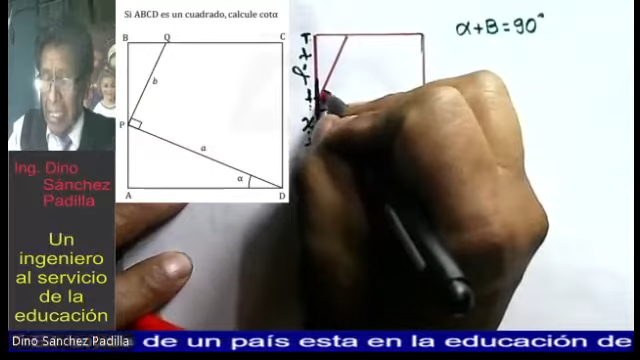 Si ABCD es un cuadrado, calcule cotα
B
Q
C
b
P
a
α
A
D
α+B=90°
Ing. Dino
Sánchez
Padilla
Un
ingeniero
al servicio
de la
educación
Dino Sanchez Padilla
de un país esta en la educación de